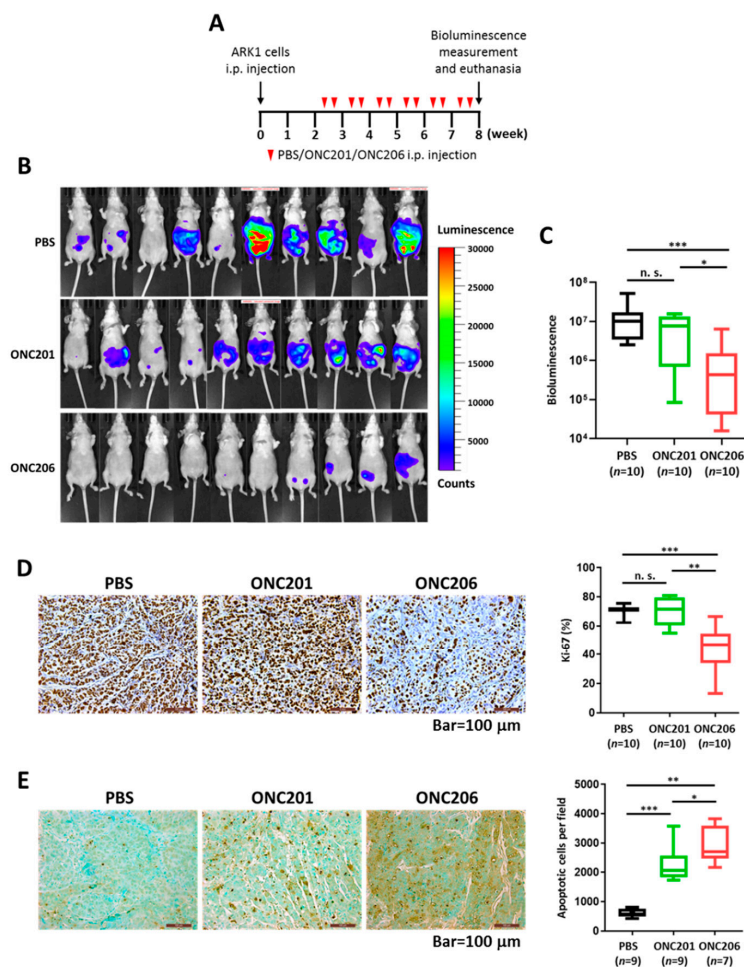 A
ARK1 cells
i.p. injection
Bioluminescence
measurement
and euthanasia
0 1 2 3 4 5 6 7 8 (week)
PBS/ONC201/ONC206 i.p. injection
B
PBS
ONC201
ONC206
Luminescence
30000
25000
20000
15000
10000
5000
Counts
C
***
n. s.
*
Bioluminescence
10⁸
10⁷
10⁶
10⁵
10⁴
PBS ONC201 ONC206
(n=10) (n=10) (n=10)
D
PBS ONC201 ONC206
Bar=100 µm
***
n. s.
**
Ki-67 (%)
100
80
60
40
20
0
PBS ONC201 ONC206
(n=10) (n=10) (n=10)
E
PBS ONC201 ONC206
Bar=100 µm
**
***
*
Apoptotic cells per field
5000
4000
3000
2000
1000
0
PBS ONC201 ONC206
(n=9) (n=9) (n=7)